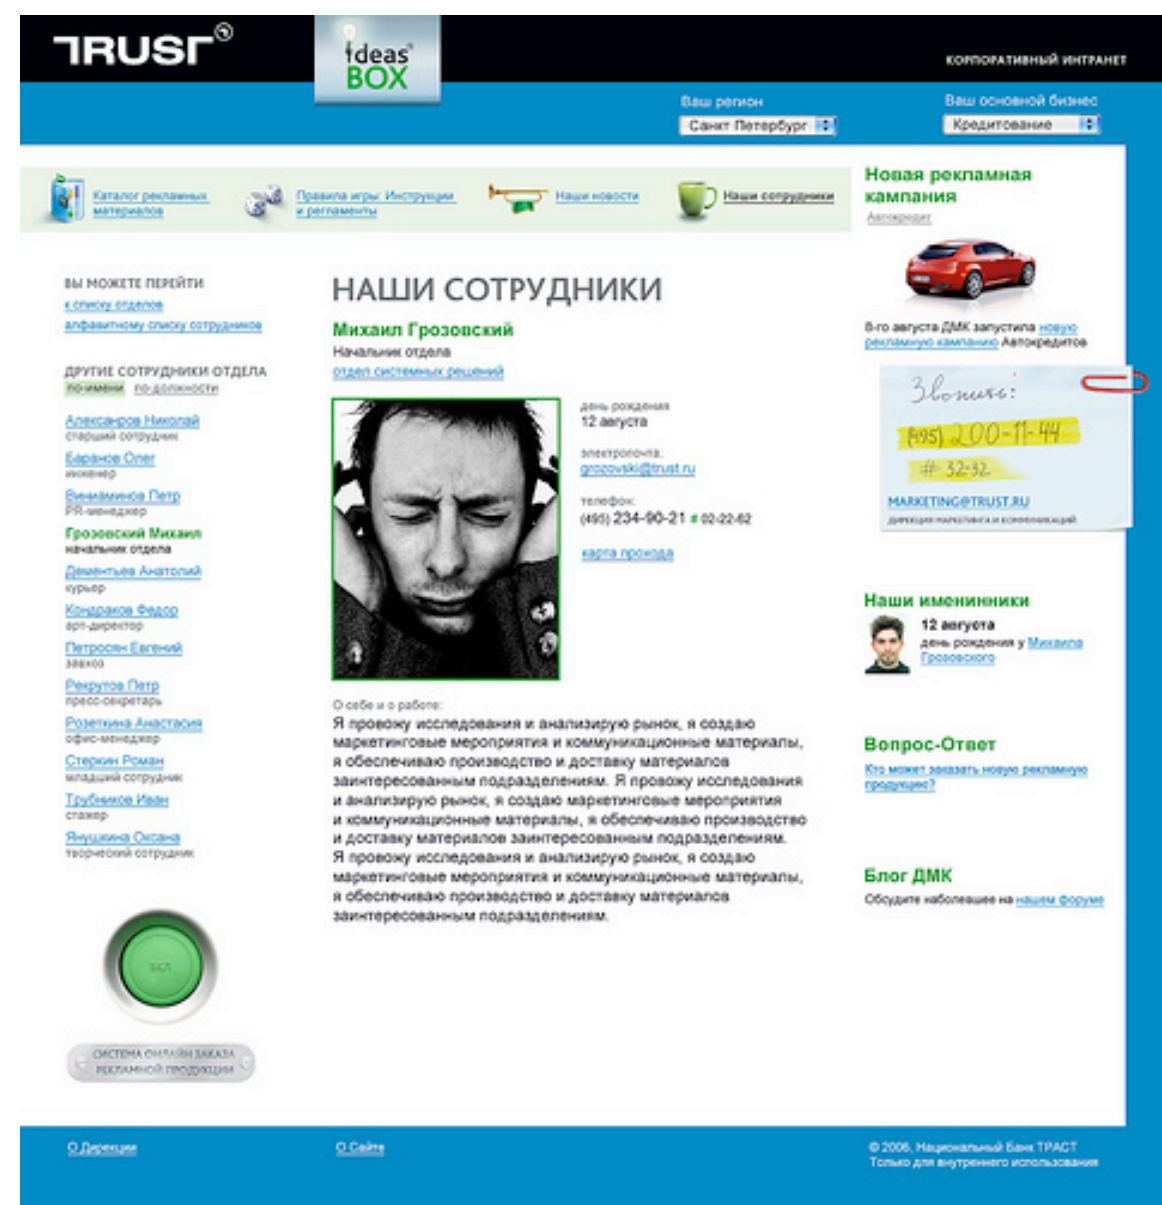 TRUST
ideas
BOX
КОРПОРАТИВНЫЙ ИНТРАНЕТ
Ваш регион
Санкт Петербург
Ваш основной бизнес
Кредитование
Каталог рекламных
материалов
Правила игры: Инструкции
и регламенты
Наши новости
Наши сотрудники
ВЫ МОЖЕТЕ ПЕРЕЙТИ
к списку отделов
алфавитному списку сотрудников
ДРУГИЕ СОТРУДНИКИ ОТДЕЛА
по-имени по-должности
Алексанров Николай
старший сотрудник
Баранов Олег
инженер
Виниаминов Петр
PR-менеджер
Грозовский Михаил
начальник отдела
Дементьев Анатолий
курьер
Кондраков Федор
арт-директор
Петросян Евгений
завхоз
Рекрутов Петр
пресс-секретарь
Розеткина Анастасия
офис-менеджер
Стеркин Роман
младший сотрудник
Трубников Иван
стажер
Янушкина Оксана
творческий сотрудник
ВКЛ
СИСТЕМА ОНЛАЙН ЗАКАЗА
РЕКЛАМНОЙ ПРОДУКЦИИ
НАШИ СОТРУДНИКИ
Михаил Грозовский
Начальник отдела
отдел системных решений
день рождения
12 августа
электропочта:
grozovski@trust.ru
телефон:
(495) 234-90-21 # 02-22-62
карта прохода
О себе и о работе:
Я провожу исследования и анализирую рынок, я создаю
маркетинговые мероприятия и коммуникационные материалы,
я обеспечиваю производство и доставку материалов
заинтересованным подразделениям. Я провожу исследования
и анализирую рынок, я создаю маркетинговые мероприятия
и коммуникационные материалы, я обеспечиваю производство
и доставку материалов заинтересованным подразделениям.
Я провожу исследования и анализирую рынок, я создаю
маркетинговые мероприятия и коммуникационные материалы,
я обеспечиваю производство и доставку материалов
заинтересованным подразделениям.
Новая рекламная
кампания
Автокредит
8-го августа ДМК запустила новую
рекламную кампанию Автокредитов
Звоните:
(495) 200-11-44
# 32-32
MARKETING@TRUST.RU
ДИРЕКЦИЯ МАРКЕТИНГА И КОММУНИКАЦИЙ
Наши именинники
12 августа
день рождения у Михаила
Грозовского
Вопрос-Ответ
Кто может заказать новую рекламную
продукцию?
Блог ДМК
Обсудите наболевшее на нашем форуме
О Дирекции
О Сайте
© 2006, Национальный Банк ТРАСТ
Только для внутреннего использования